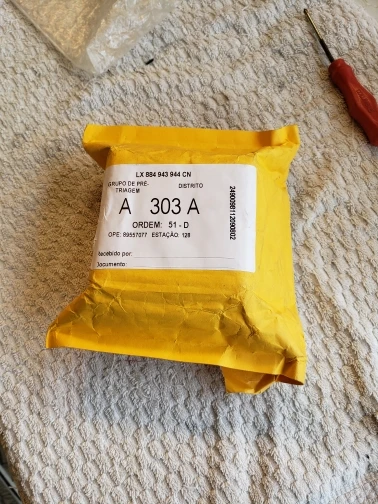 LX 884 943 944 CN
GRUPO DE PRÉ-TRIAGEM
DISTRITO
A 303 A
ORDEM: 51 - D
OPE: 89557077 ESTAÇÃO: 128
Recebido por:
Documento: